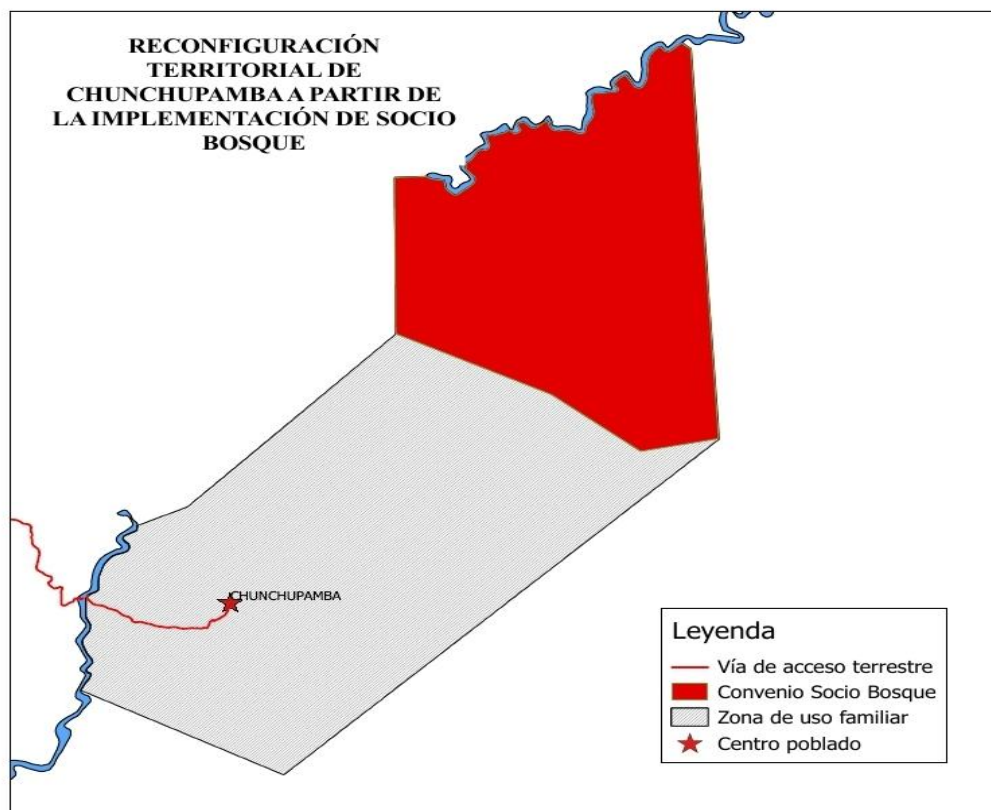 RECONFIGURACIÓN
TERRITORIAL DE
CHUNCHUPAMBA A PARTIR DE
LA IMPLEMENTACIÓN DE SOCIO
BOSQUE
CHUNCHUPAMBA
Leyenda
Vía de acceso terrestre
Convenio Socio Bosque
Zona de uso familiar
Centro poblado